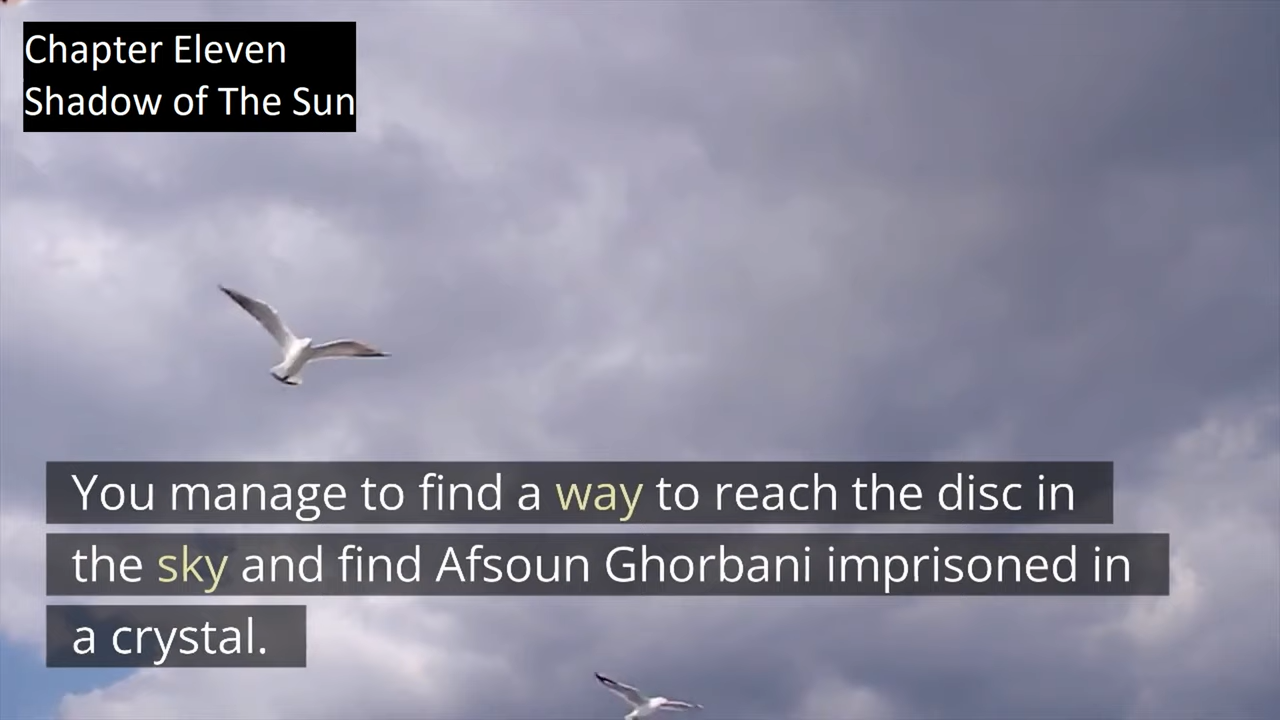 Chapter Eleven
Shadow of The Sun
You manage to find a way to reach the disc in
the sky and find Afsoun Ghorbani imprisoned in
a crystal.